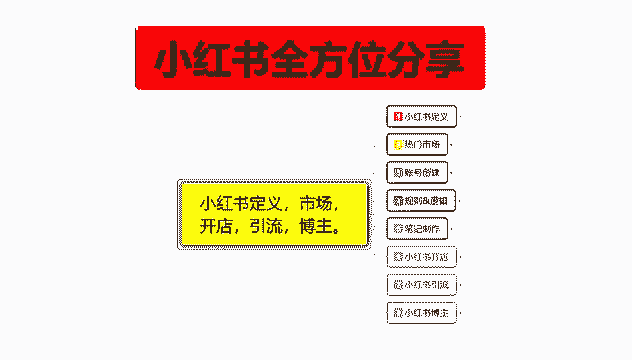 小红书全方位分享
小红书定义，市场，
开店，引流，博主。
小红书定义
热门市场
账号创建
规则&逻辑
笔记制作
小红书开店
小红书引流
小红书博主